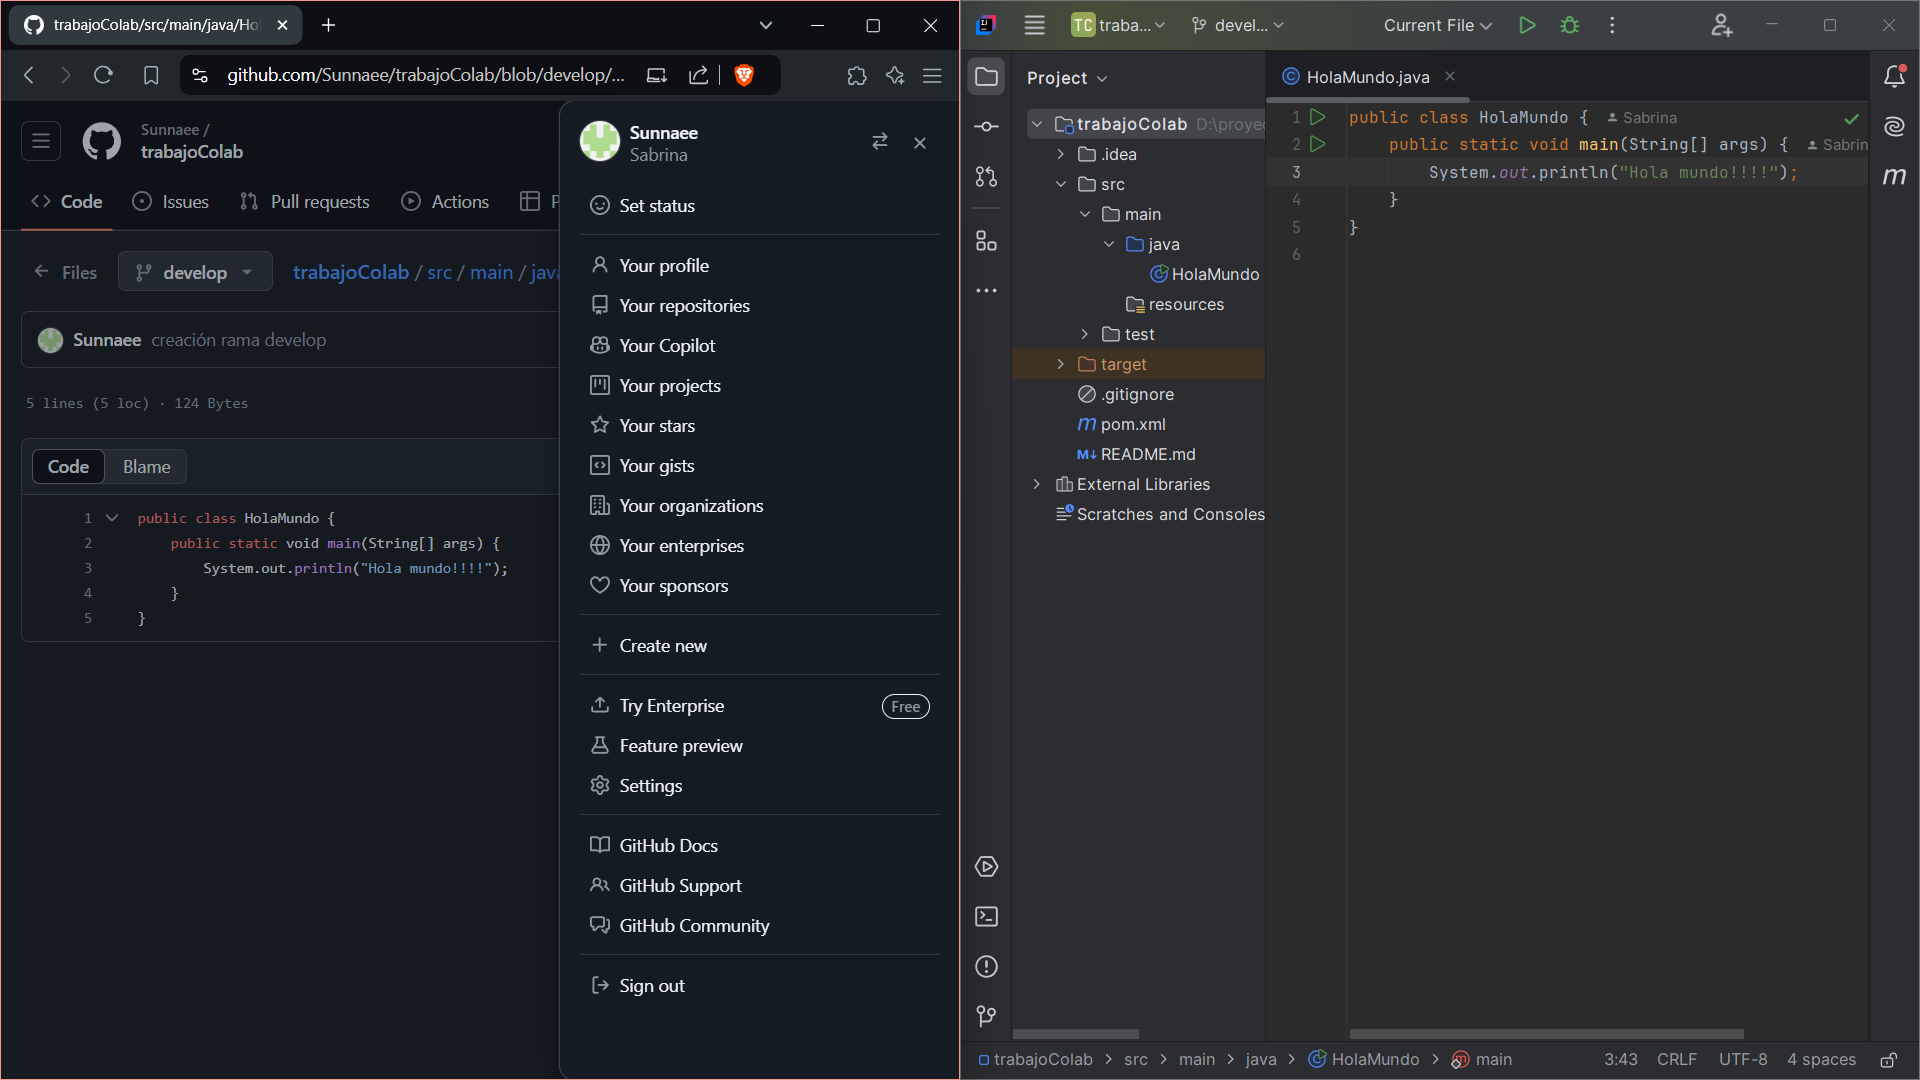 trabajoColab/src/main/java/Ho
github.com/Sunnaee/trabajoColab/blob/develop/...
Sunnaee /
trabajoColab
Code
Issues
Pull requests
Actions
P
Files
develop
trabajoColab / src / main / java
Sunnaee creación rama develop
5 lines (5 loc) · 124 Bytes
Code Blame
1 public class HolaMundo {
2 public static void main(String[] args) {
3 System.out.println("Hola mundo!!!!");
4 }
5 }
Sunnaee
Sabrina
Set status
Your profile
Your repositories
Your Copilot
Your projects
Your stars
Your gists
Your organizations
Your enterprises
Your sponsors
Create new
Try Enterprise Free
Feature preview
Settings
GitHub Docs
GitHub Support
GitHub Community
Sign out
TC traba... devel... Current File
Project
trabajoColab D:\proye
.idea
src
main
java
HolaMundo
resources
test
target
.gitignore
pom.xml
README.md
External Libraries
Scratches and Consoles
HolaMundo.java
1 public class HolaMundo { Sabrina
2 public static void main(String[] args) { Sabrin
3 System.out.println("Hola mundo!!!!");
4 }
5 }
6
trabajoColab > src > main > java > HolaMundo > main 3:43 CRLF UTF-8 4 spaces